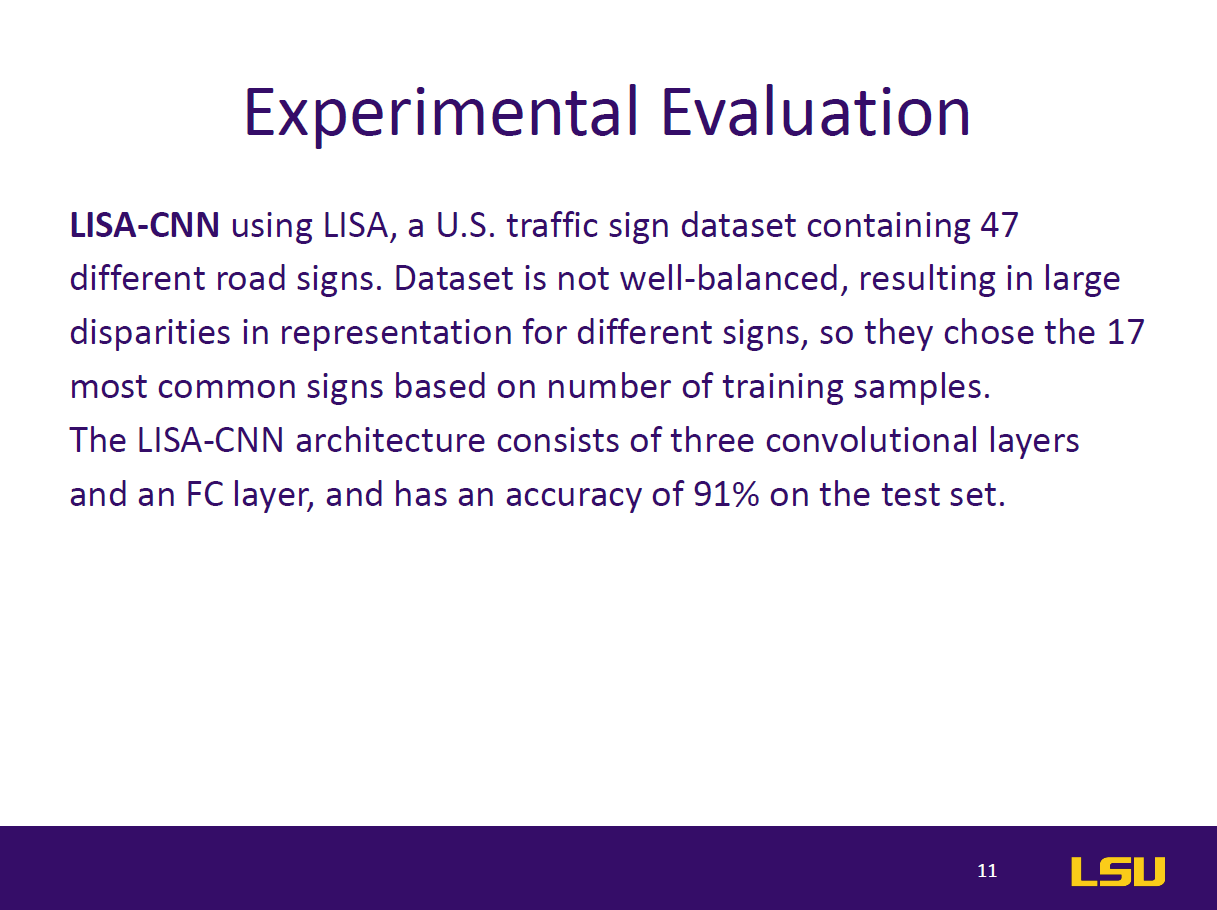 Experimental Evaluation
LISA-CNN using LISA, a U.S. traffic sign dataset containing 47
different road signs. Dataset is not well-balanced, resulting in large
disparities in representation for different signs, so they chose the 17
most common signs based on number of training samples.
The LISA-CNN architecture consists of three convolutional layers
and an FC layer, and has an accuracy of 91% on the test set.
11
LSU